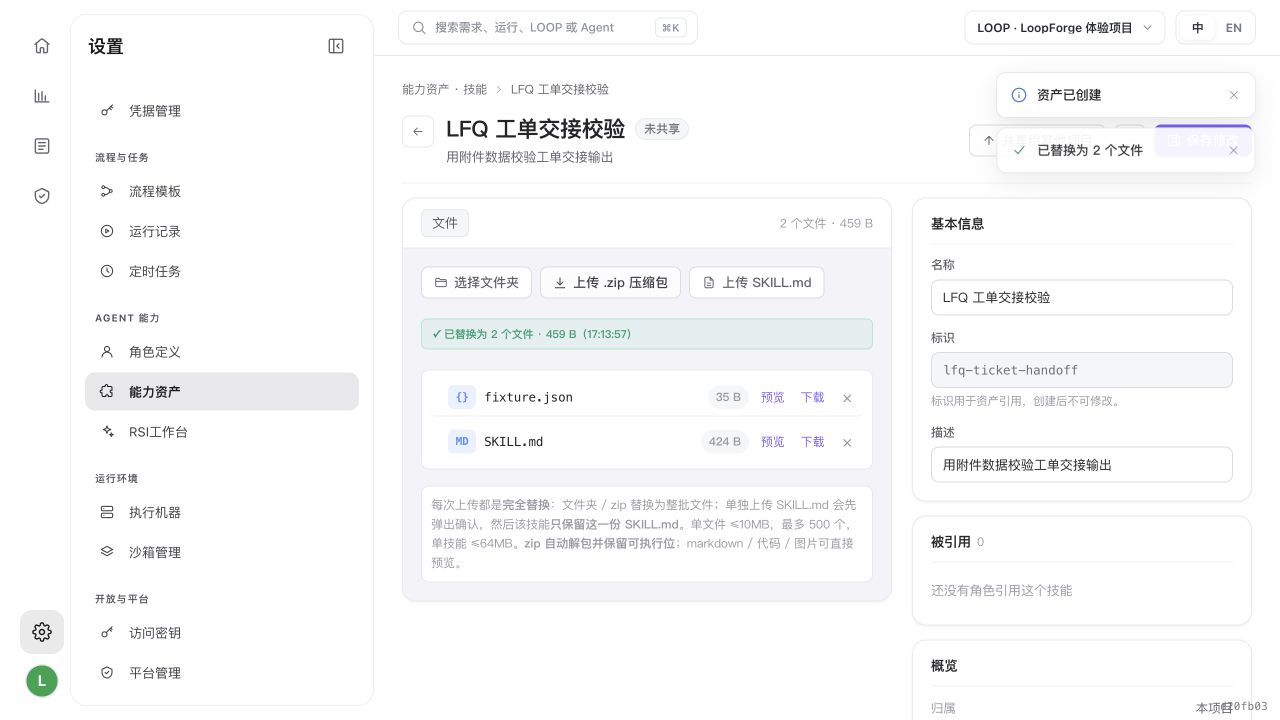 设置
凭据管理
流程与任务
流程模板
运行记录
定时任务
AGENT 能力
角色定义
能力资产
RSI工作台
运行环境
执行机器
沙箱管理
开放与平台
访问密钥
平台管理
L
搜索需求、运行、LOOP 或 Agent
⌘K
LOOP · LoopForge 体验项目
中
EN
能力资产 · 技能 > LFQ 工单交接校验
LFQ 工单交接校验
未共享
用附件数据校验工单交接输出
资产已创建
已替换为 2 个文件
文件
2 个文件 · 459 B
选择文件夹
上传 .zip 压缩包
上传 SKILL.md
✓ 已替换为 2 个文件 · 459 B（17:13:57）
{} fixture.json 35 B 预览 下载
MD SKILL.md 424 B 预览 下载
每次上传都是完全替换：文件夹 / zip 替换为整批文件；单独上传 SKILL.md 会先
弹出确认，然后该技能只保留这一份 SKILL.md。单文件 ≤10MB，最多 500 个，
单技能 ≤64MB。zip 自动解包并保留可执行位；markdown / 代码 / 图片可直接
预览。
基本信息
名称
LFQ 工单交接校验
标识
lfq-ticket-handoff
标识用于资产引用，创建后不可修改。
描述
用附件数据校验工单交接输出
被引用 0
还没有角色引用这个技能
概览
归属
本项目